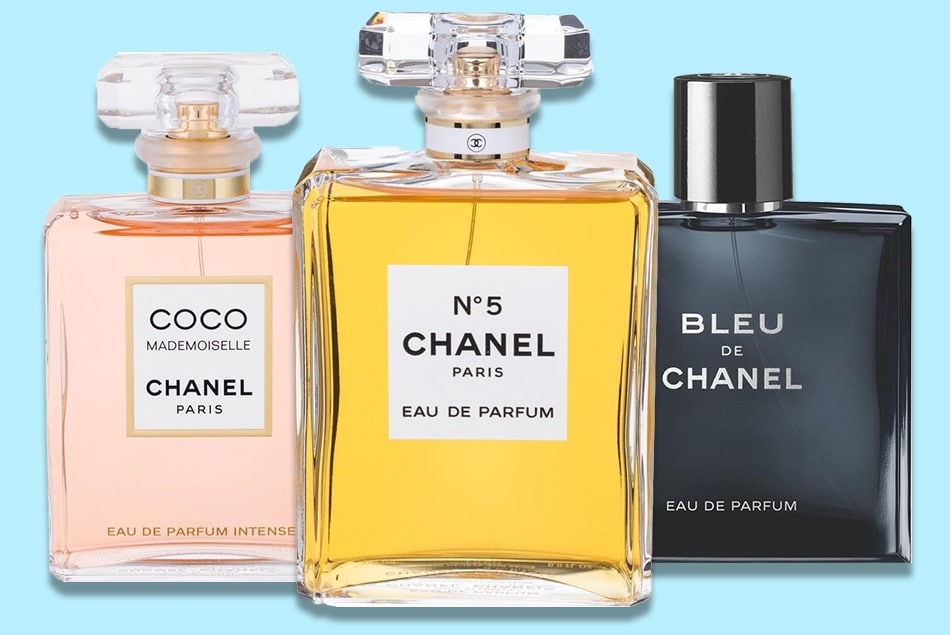 COCO
MADEMOISELLE
CHANEL
PARIS
EAU DE PARFUM INTENSE
N°5
CHANEL
PARIS
EAU DE PARFUM
BLEU
DE
CHANEL
EAU DE PARFUM